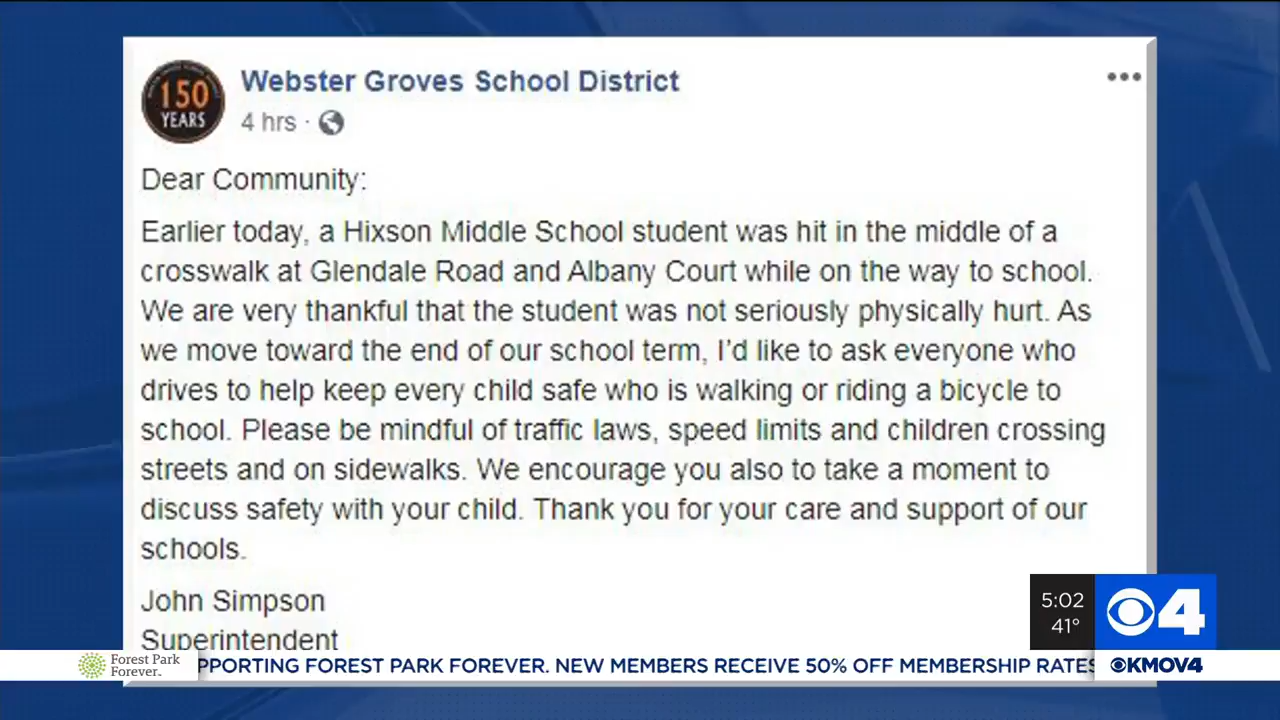 150
YEARS
Webster Groves School District
4 hrs ·
Dear Community:
Earlier today, a Hixson Middle School student was hit in the middle of a
crosswalk at Glendale Road and Albany Court while on the way to school.
We are very thankful that the student was not seriously physically hurt. As
we move toward the end of our school term, I'd like to ask everyone who
drives to help keep every child safe who is walking or riding a bicycle to
school. Please be mindful of traffic laws, speed limits and children crossing
streets and on sidewalks. We encourage you also to take a moment to
discuss safety with your child. Thank you for your care and support of our
schools.
John Simpson
Superintendent
5:02
41°
4
Forest Park
Forever
PPORTING FOREST PARK FOREVER. NEW MEMBERS RECEIVE 50% OFF MEMBERSHIP RATES
KMOV4